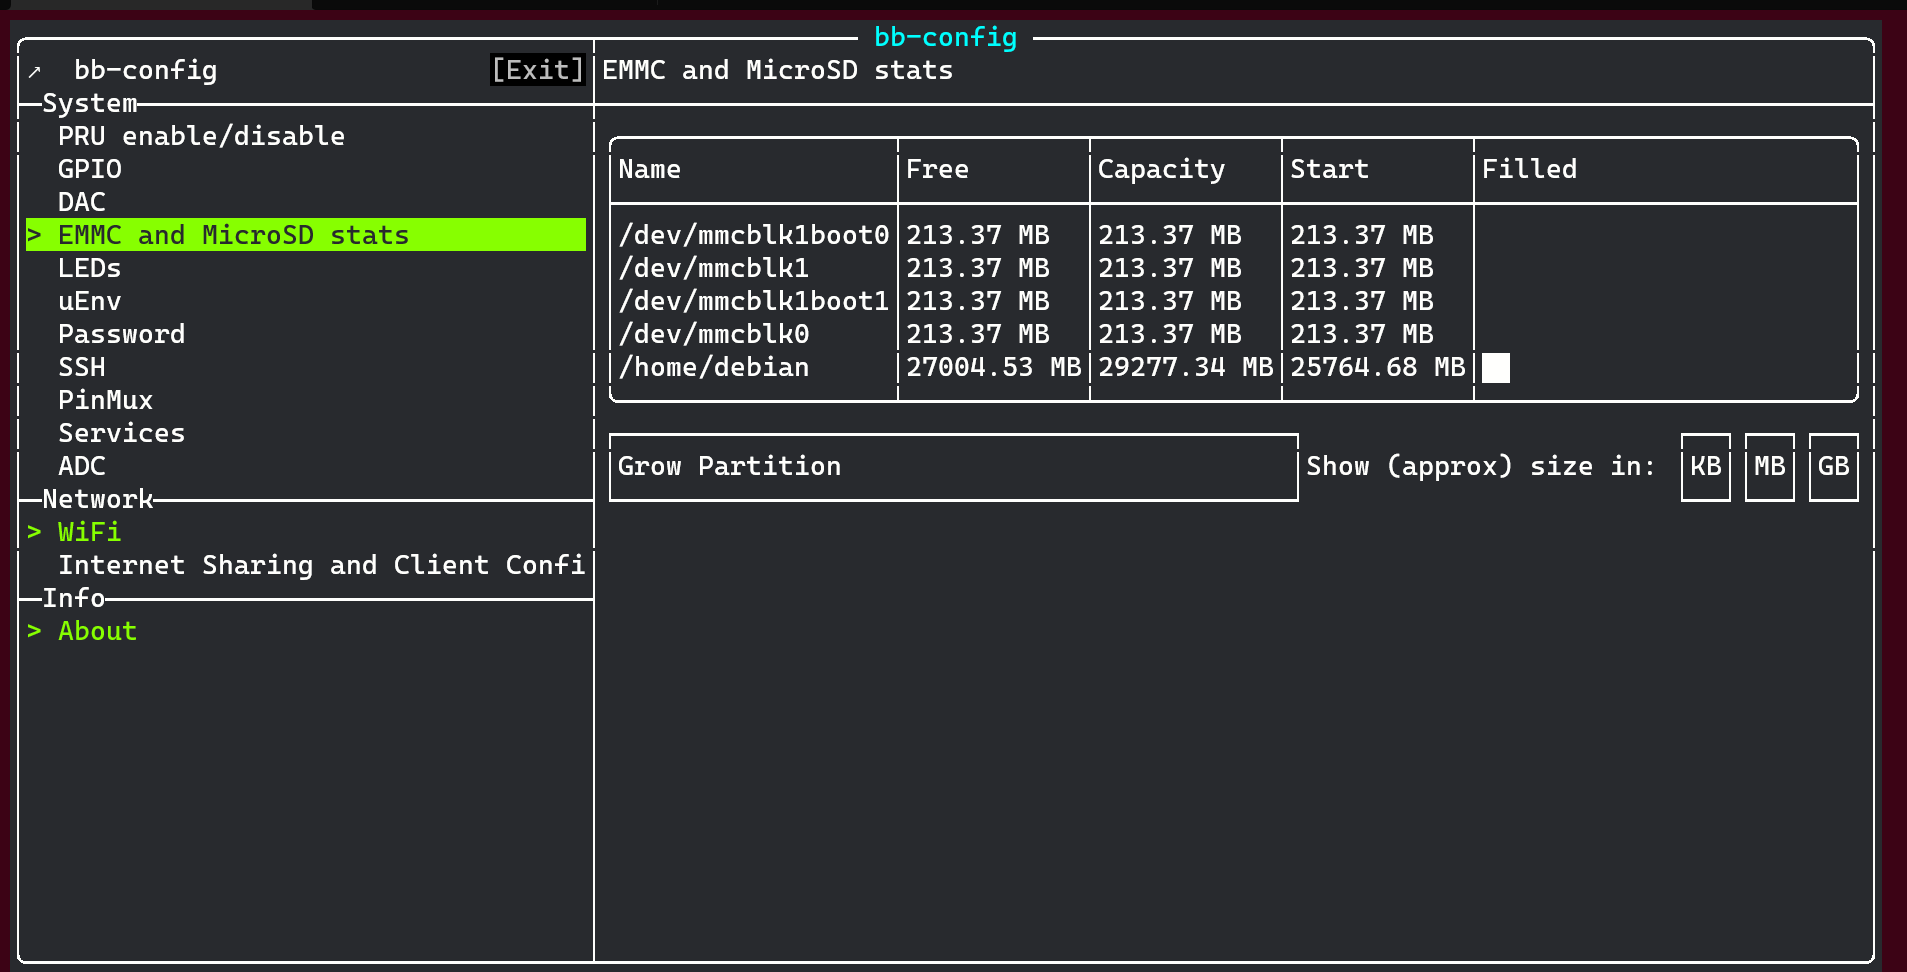 bb-config
↗ bb-config [Exit]
System
PRU enable/disable
GPIO
DAC
> EMMC and MicroSD stats
LEDs
uEnv
Password
SSH
PinMux
Services
ADC
Network
> WiFi
Internet Sharing and Client Confi
Info
> About
EMMC and MicroSD stats
Name Free Capacity Start Filled
/dev/mmcblk1boot0 213.37 MB 213.37 MB 213.37 MB
/dev/mmcblk1 213.37 MB 213.37 MB 213.37 MB
/dev/mmcblk1boot1 213.37 MB 213.37 MB 213.37 MB
/dev/mmcblk0 213.37 MB 213.37 MB 213.37 MB
/home/debian 27004.53 MB 29277.34 MB 25764.68 MB
Grow Partition Show (approx) size in: KB MB GB